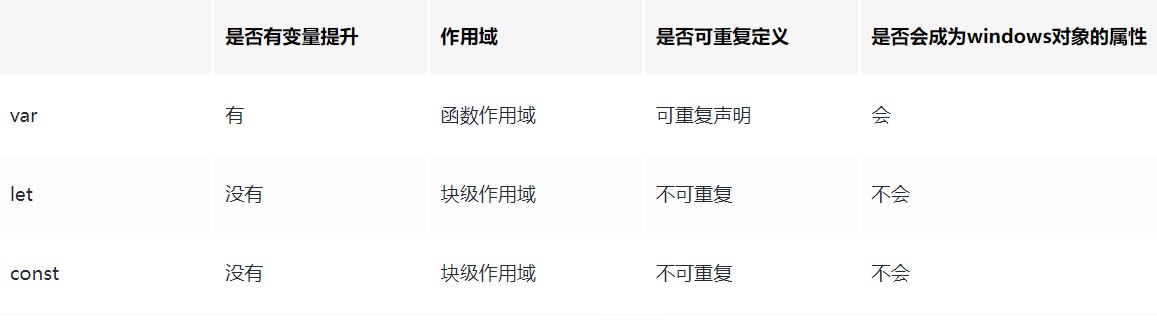 是否有变量提升 作用域 是否可重复定义 是否会成为windows对象的属性
var 有 函数作用域 可重复声明 会
let 没有 块级作用域 不可重复 不会
const 没有 块级作用域 不可重复 不会